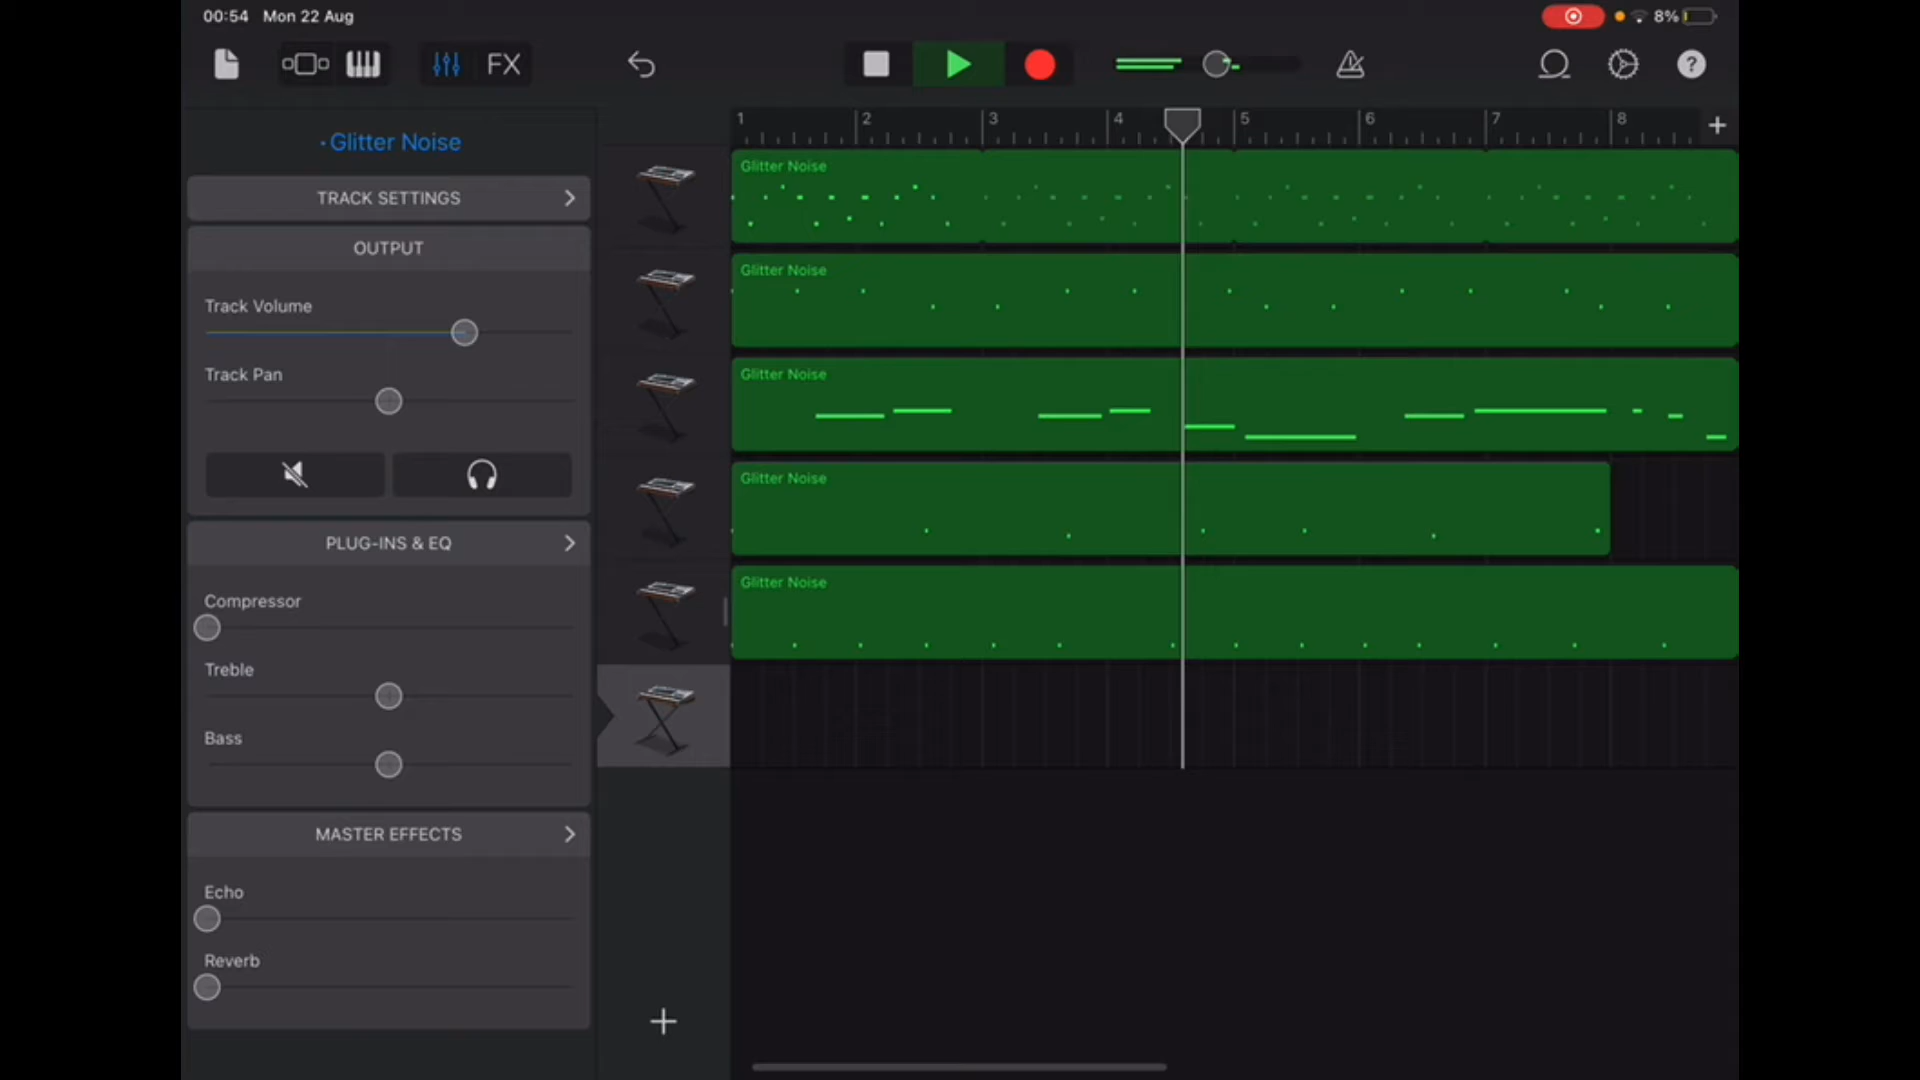 00:54 Mon 22 Aug
8%
FX
?
Glitter Noise
TRACK SETTINGS
OUTPUT
Track Volume
Track Pan
PLUG-INS & EQ
Compressor
Treble
Bass
MASTER EFFECTS
Echo
Reverb
1 2 3 4 5 6 7 8
Glitter Noise
Glitter Noise
Glitter Noise
Glitter Noise
Glitter Noise